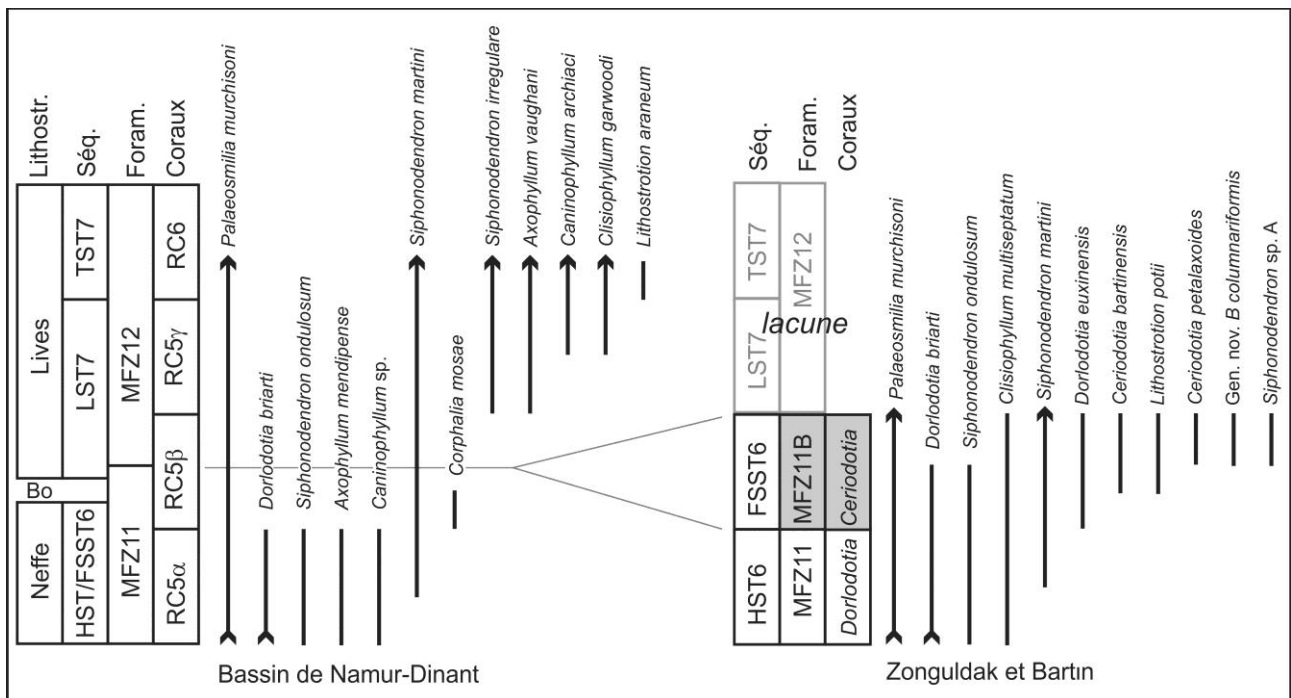 Lithostr.
Séq.
Foram.
Coraux
Neffe
Bo
Lives
HST/FSST6
LST7
TST7
MFZ11
MFZ12
RC5α
RC5β
RC5γ
RC6
Palaeosmilia murchisoni
Dorlodotia briarti
Siphonodendron ondulosum
Axophyllum mendipense
Caninophyllum sp.
Siphonodendron martini
Corphalia mosae
Siphonodendron irregulare
Axophyllum vaughani
Caninophyllum archiaci
Clisiophyllum garwoodi
Lithostrotion araneum
Bassin de Namur-Dinant
Séq.
Foram.
Coraux
HST6
FSST6
LST7
TST7
MFZ11
MFZ11B
MFZ12
lacune
Dorlodotia
Ceriodotia
Palaeosmilia murchisoni
Dorlodotia briarti
Siphonodendron ondulosum
Clisiophyllum multiseptatum
Siphonodendron martini
Dorlodotia euxinensis
Ceriodotia bartinensis
Lithostrotion potii
Ceriodotia petalaxoides
Gen. nov. B columnariformis
Siphonodendron sp. A
Zonguldak et Bartın